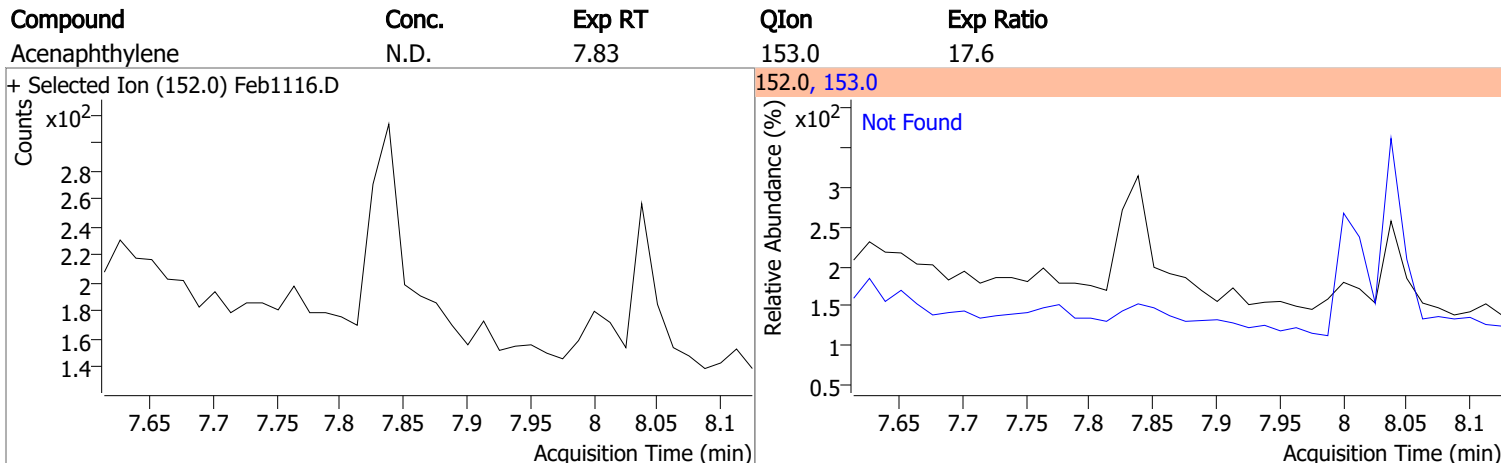 Compound Conc. Exp RT QIon Exp Ratio
Acenaphthylene N.D. 7.83 153.0 17.6
+ Selected Ion (152.0) Feb1116.D
Counts
x10²
2.8
2.6
2.4
2.2
2
1.8
1.6
1.4
7.65 7.7 7.75 7.8 7.85 7.9 7.95 8 8.05 8.1
Acquisition Time (min)
152.0, 153.0
Relative Abundance (%)
x10²
Not Found
3
2.5
2
1.5
1
0.5
7.65 7.7 7.75 7.8 7.85 7.9 7.95 8 8.05 8.1
Acquisition Time (min)